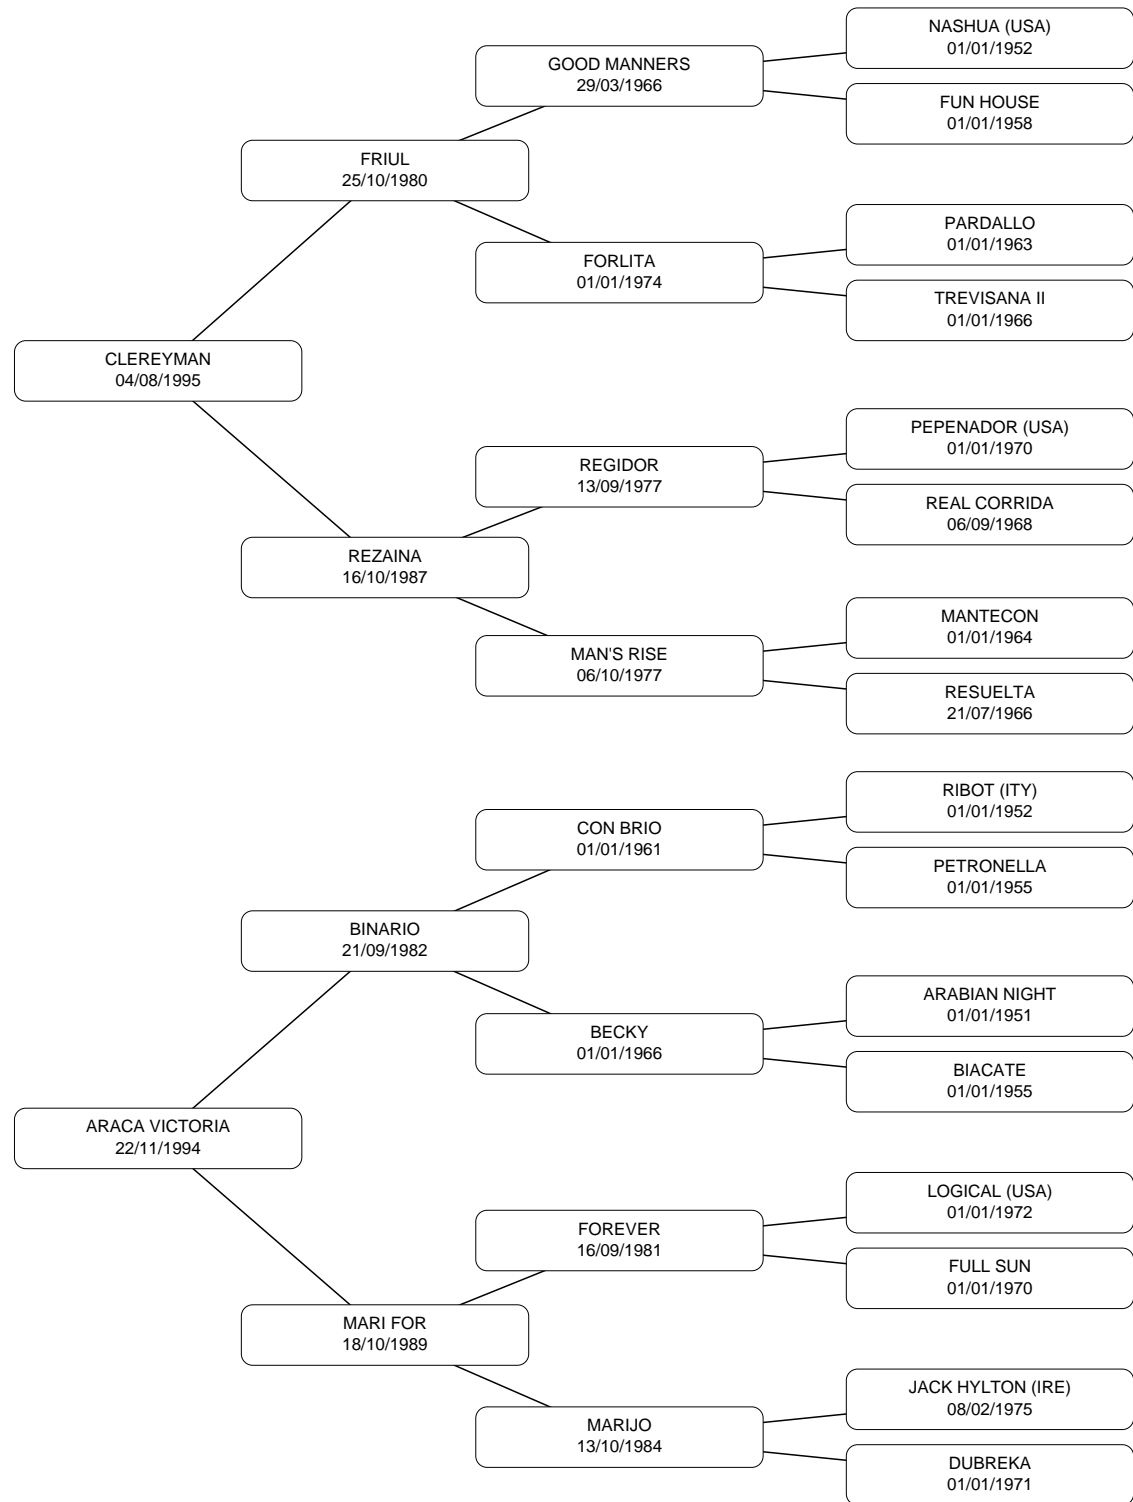 NASHUA (USA)
01/01/1952
GOOD MANNERS
29/03/1966
FUN HOUSE
01/01/1958
FRIUL
25/10/1980
PARDALLO
01/01/1963
FORLITA
01/01/1974
TREVISANA II
01/01/1966
CLEREYMAN
04/08/1995
PEPENADOR (USA)
01/01/1970
REGIDOR
13/09/1977
REAL CORRIDA
06/09/1968
REZAINA
16/10/1987
MANTECON
01/01/1964
MAN'S RISE
06/10/1977
RESUELTA
21/07/1966
RIBOT (ITY)
01/01/1952
CON BRIO
01/01/1961
PETRONELLA
01/01/1955
BINARIO
21/09/1982
ARABIAN NIGHT
01/01/1951
BECKY
01/01/1966
BIACATE
01/01/1955
ARACA VICTORIA
22/11/1994
LOGICAL (USA)
01/01/1972
FOREVER
16/09/1981
FULL SUN
01/01/1970
MARI FOR
18/10/1989
JACK HYLTON (IRE)
08/02/1975
MARIJO
13/10/1984
DUBREKA
01/01/1971